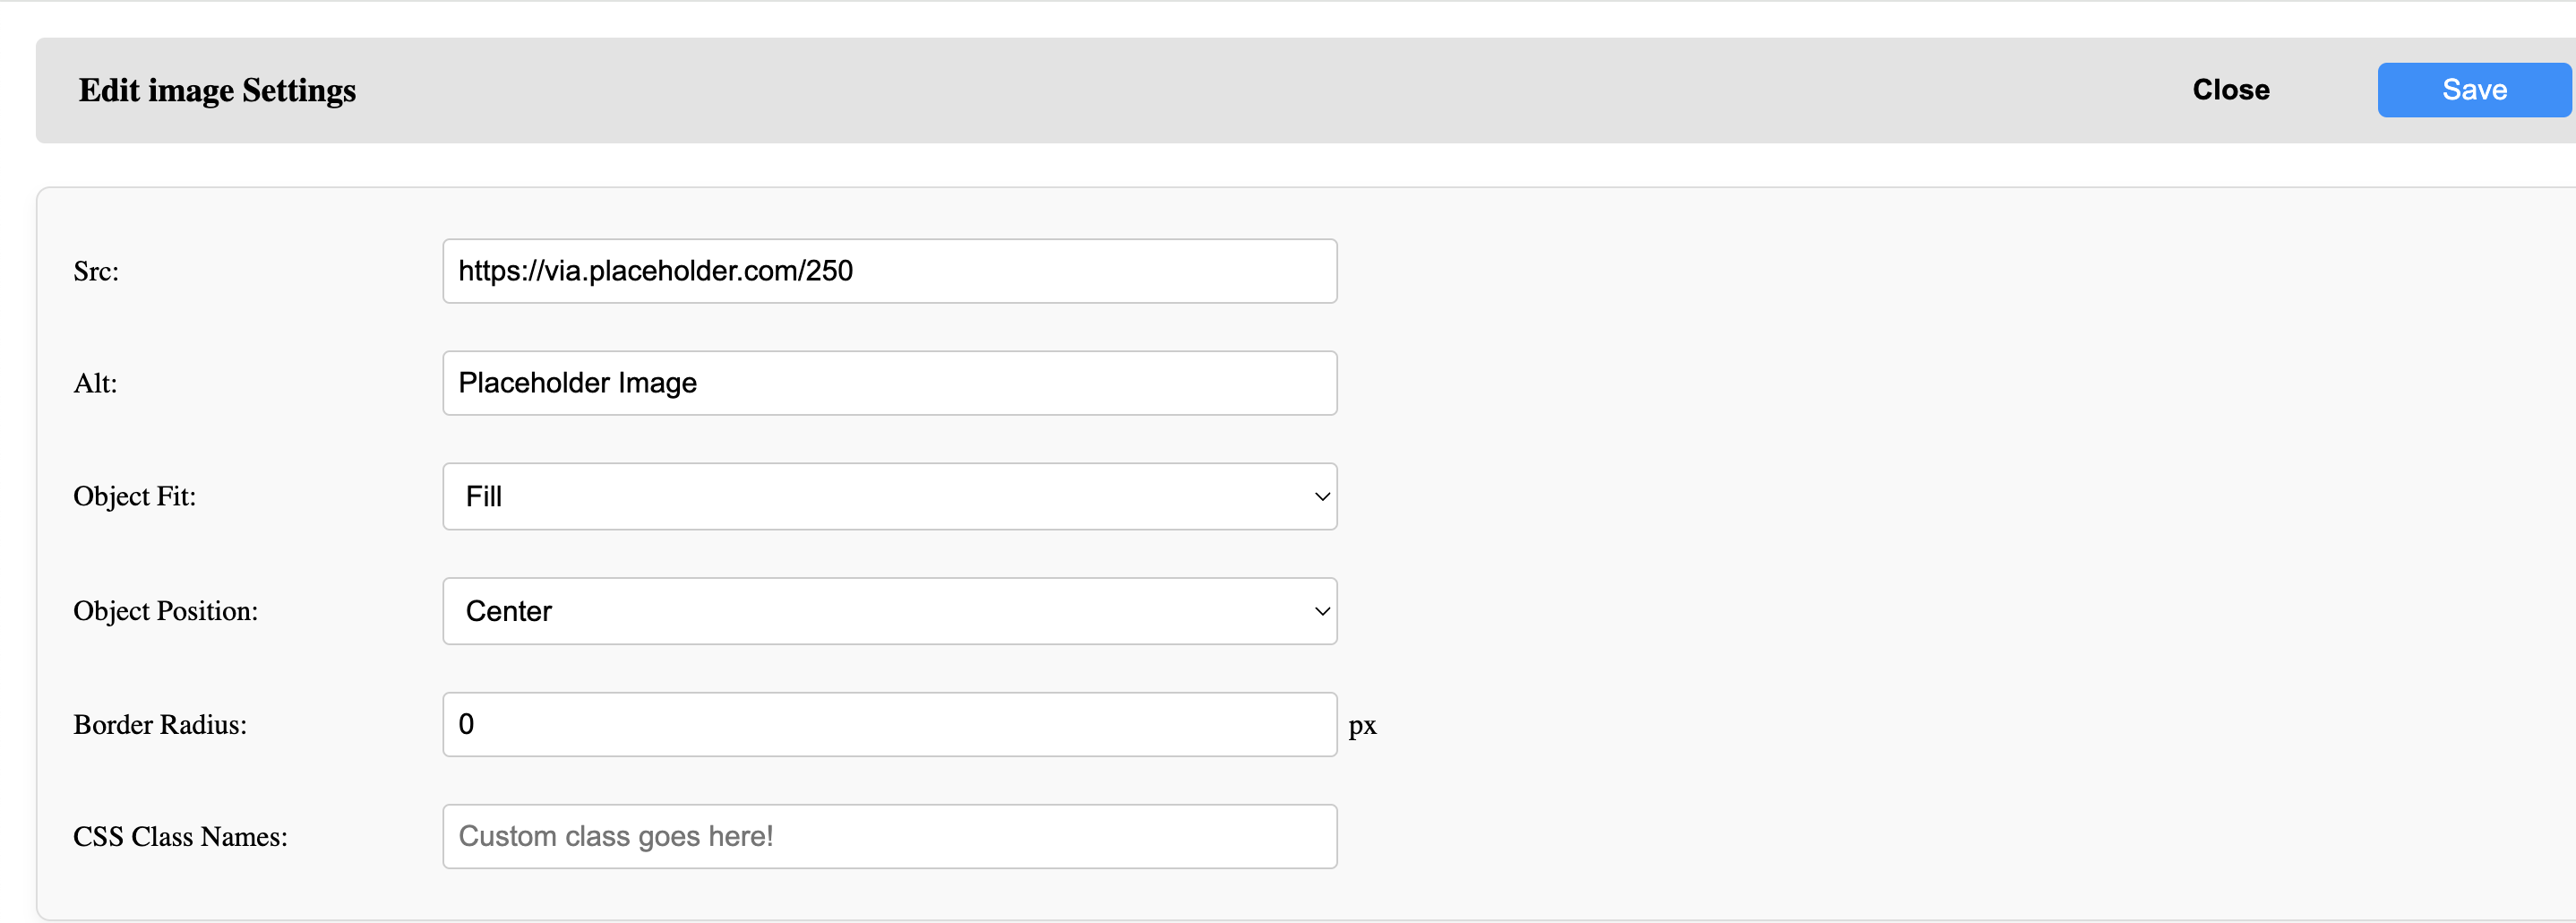 Edit image Settings Close Save
Src: https://via.placeholder.com/250
Alt: Placeholder Image
Object Fit: Fill
Object Position: Center
Border Radius: 0 px
CSS Class Names: Custom class goes here!